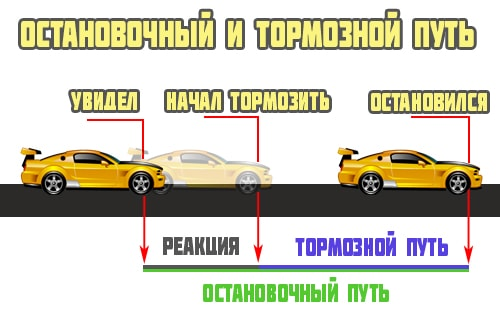 ОСТАНОВОЧНЫЙ И ТОРМОЗНОЙ ПУТЬ
УВИДЕЛ НАЧАЛ ТОРМОЗИТЬ ОСТАНОВИЛСЯ
РЕАКЦИЯ ТОРМОЗНОЙ ПУТЬ
ОСТАНОВОЧНЫЙ ПУТЬ